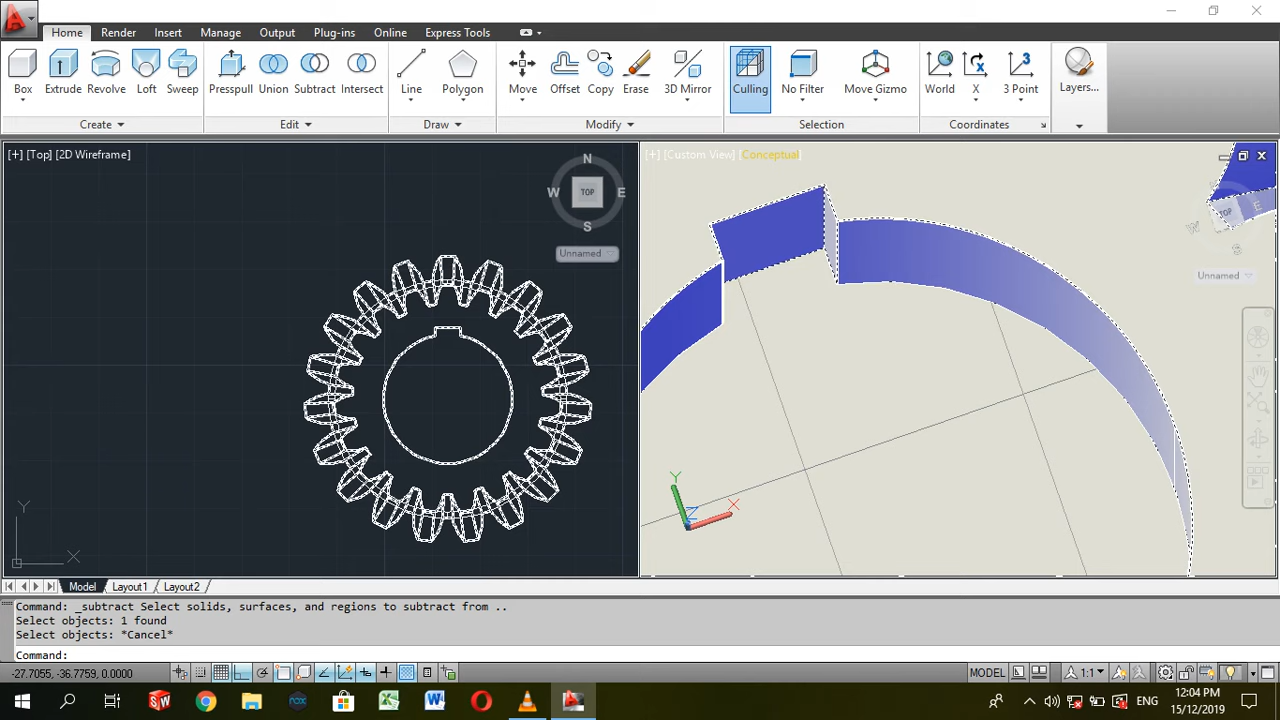 Home Render Insert View Manage Output Plug-ins Online Express Tools
Box Extrude Revolve Loft Sweep Presspull Union Subtract Intersect Line Polygon Move Offset Copy Erase 3D Mirror Culling No Filter Move Gizmo World X 3 Point Layers...
Create Edit Draw Modify Selection Coordinates
[+] [Top] [2D Wireframe]
N
W TOP E
S
Unnamed
Y
X
[+] [Custom View] [Conceptual]
TOP
W E
S
Unnamed
Y
X
Z
Model Layout1 Layout2
Command: _subtract Select solids, surfaces, and regions to subtract from ..
Select objects: 1 found
Select objects: *Cancel*
Command:
-27.7055, -36.7759, 0.0000 MODEL 1:1
ENG 12:04 PM
15/12/2019